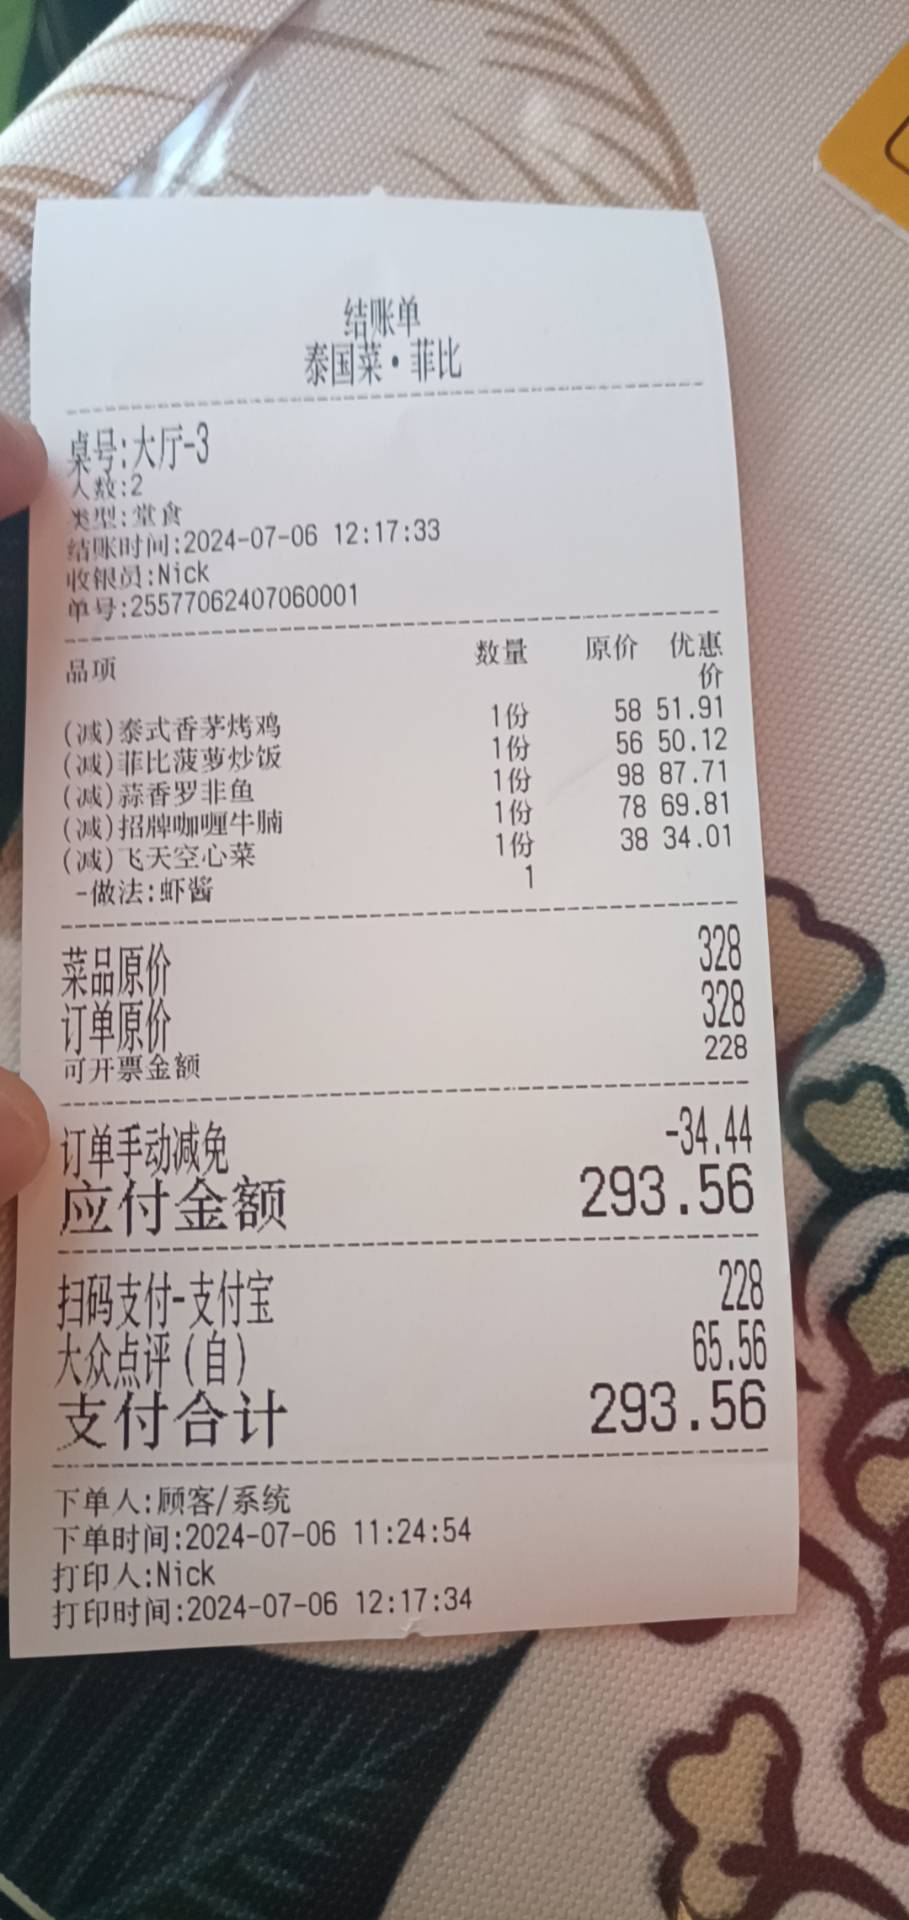 结账单
泰国菜·菲比
桌号:大厅-3
人数:2
类型:堂食
结账时间:2024-07-06 12:17:33
收银员:Nick
单号:25577062407060001
品项 数量 原价 优惠价
(减)泰式香茅烤鸡 1份 58 51.91
(减)菲比菠萝炒饭 1份 56 50.12
(减)蒜香罗非鱼 1份 98 87.71
(减)招牌咖喱牛腩 1份 78 69.81
(减)飞天空心菜 1份 38 34.01
-做法:虾酱 1
菜品原价 328
订单原价 328
可开票金额 228
订单手动减免 -34.44
应付金额 293.56
扫码支付-支付宝 228
大众点评(自) 65.56
支付合计 293.56
下单人:顾客/系统
下单时间:2024-07-06 11:24:54
打印人:Nick
打印时间:2024-07-06 12:17:34